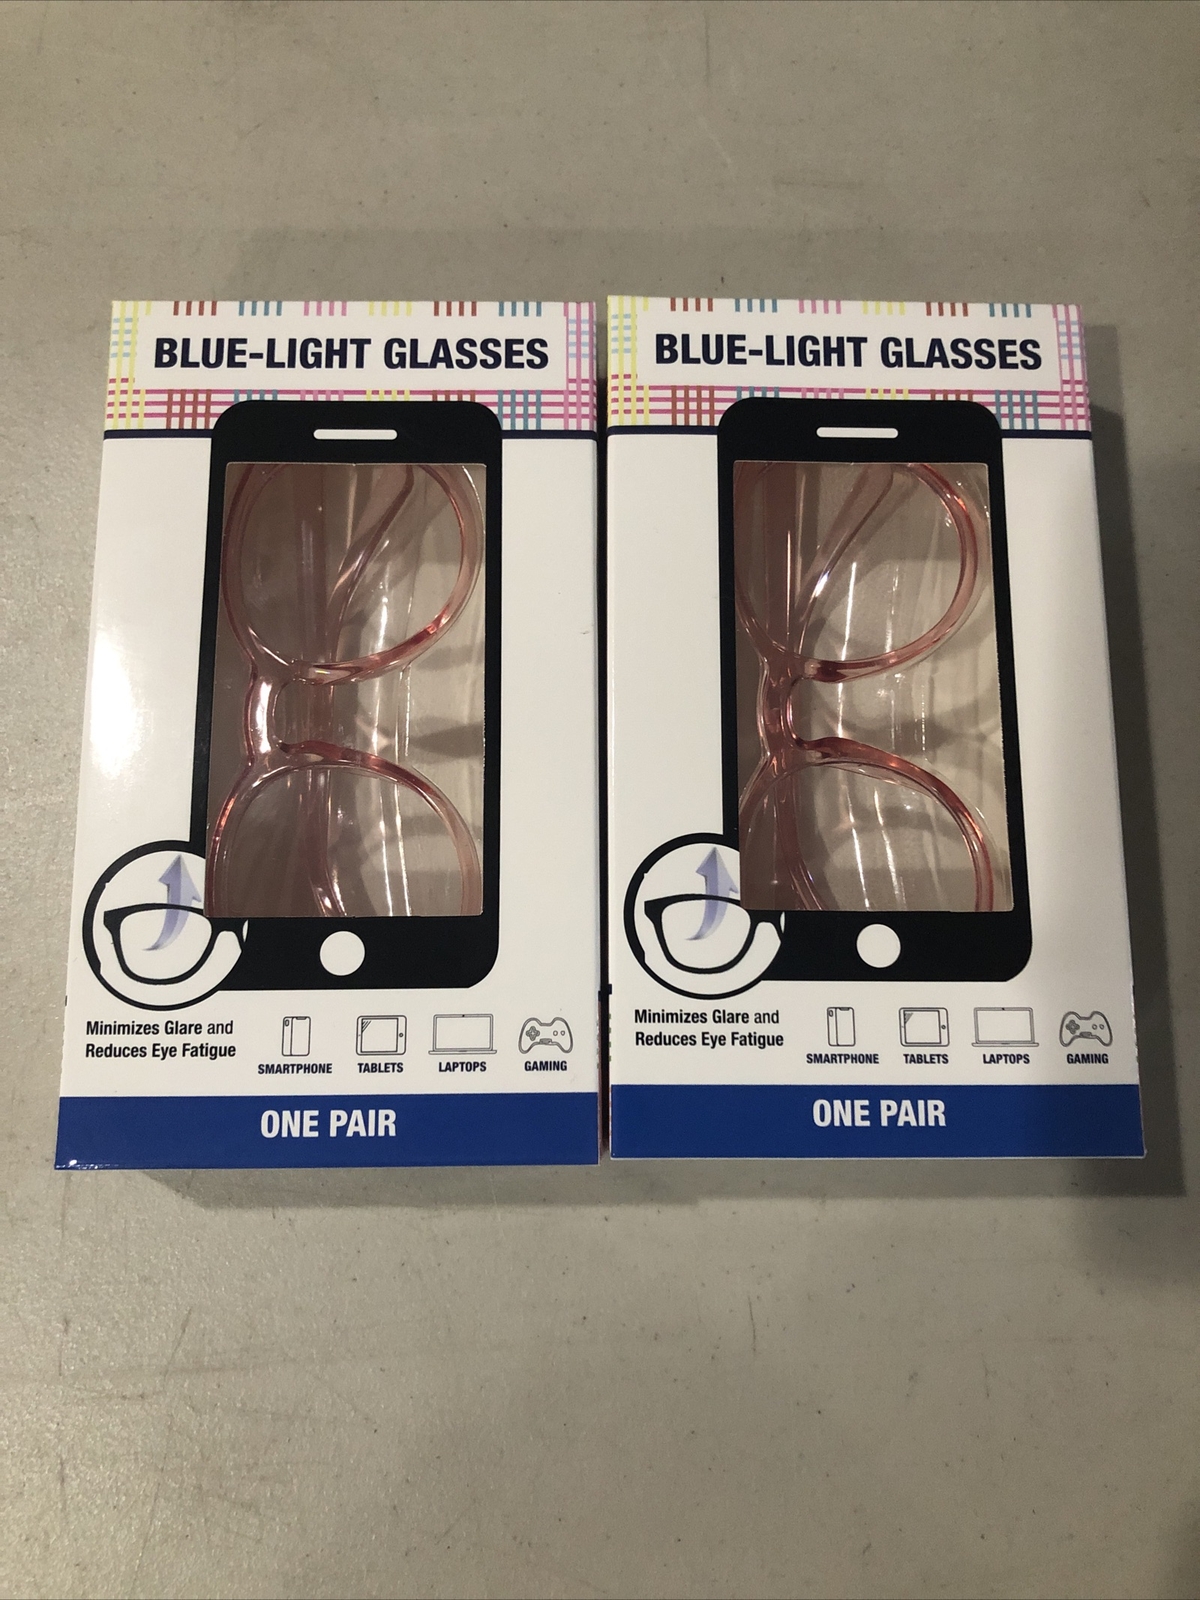 BLUE-LIGHT GLASSES
Minimizes Glare and
Reduces Eye Fatigue
SMARTPHONE
TABLETS
LAPTOPS
GAMING
ONE PAIR
BLUE-LIGHT GLASSES
Minimizes Glare and
Reduces Eye Fatigue
SMARTPHONE
TABLETS
LAPTOPS
GAMING
ONE PAIR